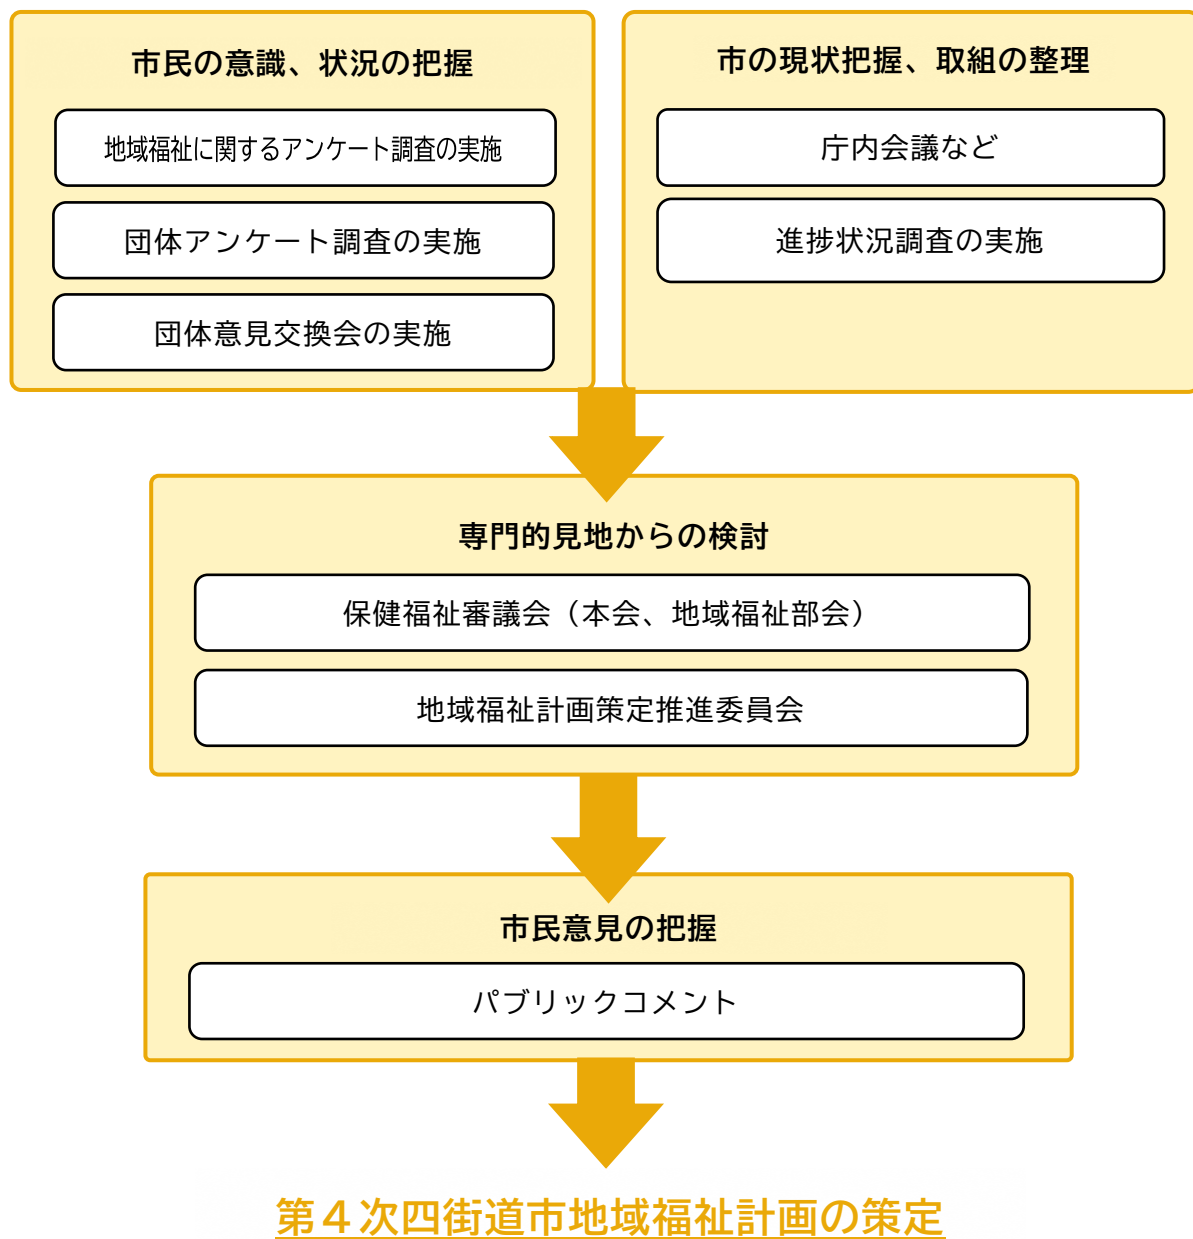 市民の意識、状況の把握
地域福祉に関するアンケート調査の実施
団体アンケート調査の実施
団体意見交換会の実施
市の現状把握、取組の整理
庁内会議など
進捗状況調査の実施
専門的見地からの検討
保健福祉審議会（本会、地域福祉部会）
地域福祉計画策定推進委員会
市民意見の把握
パブリックコメント
第４次四街道市地域福祉計画の策定